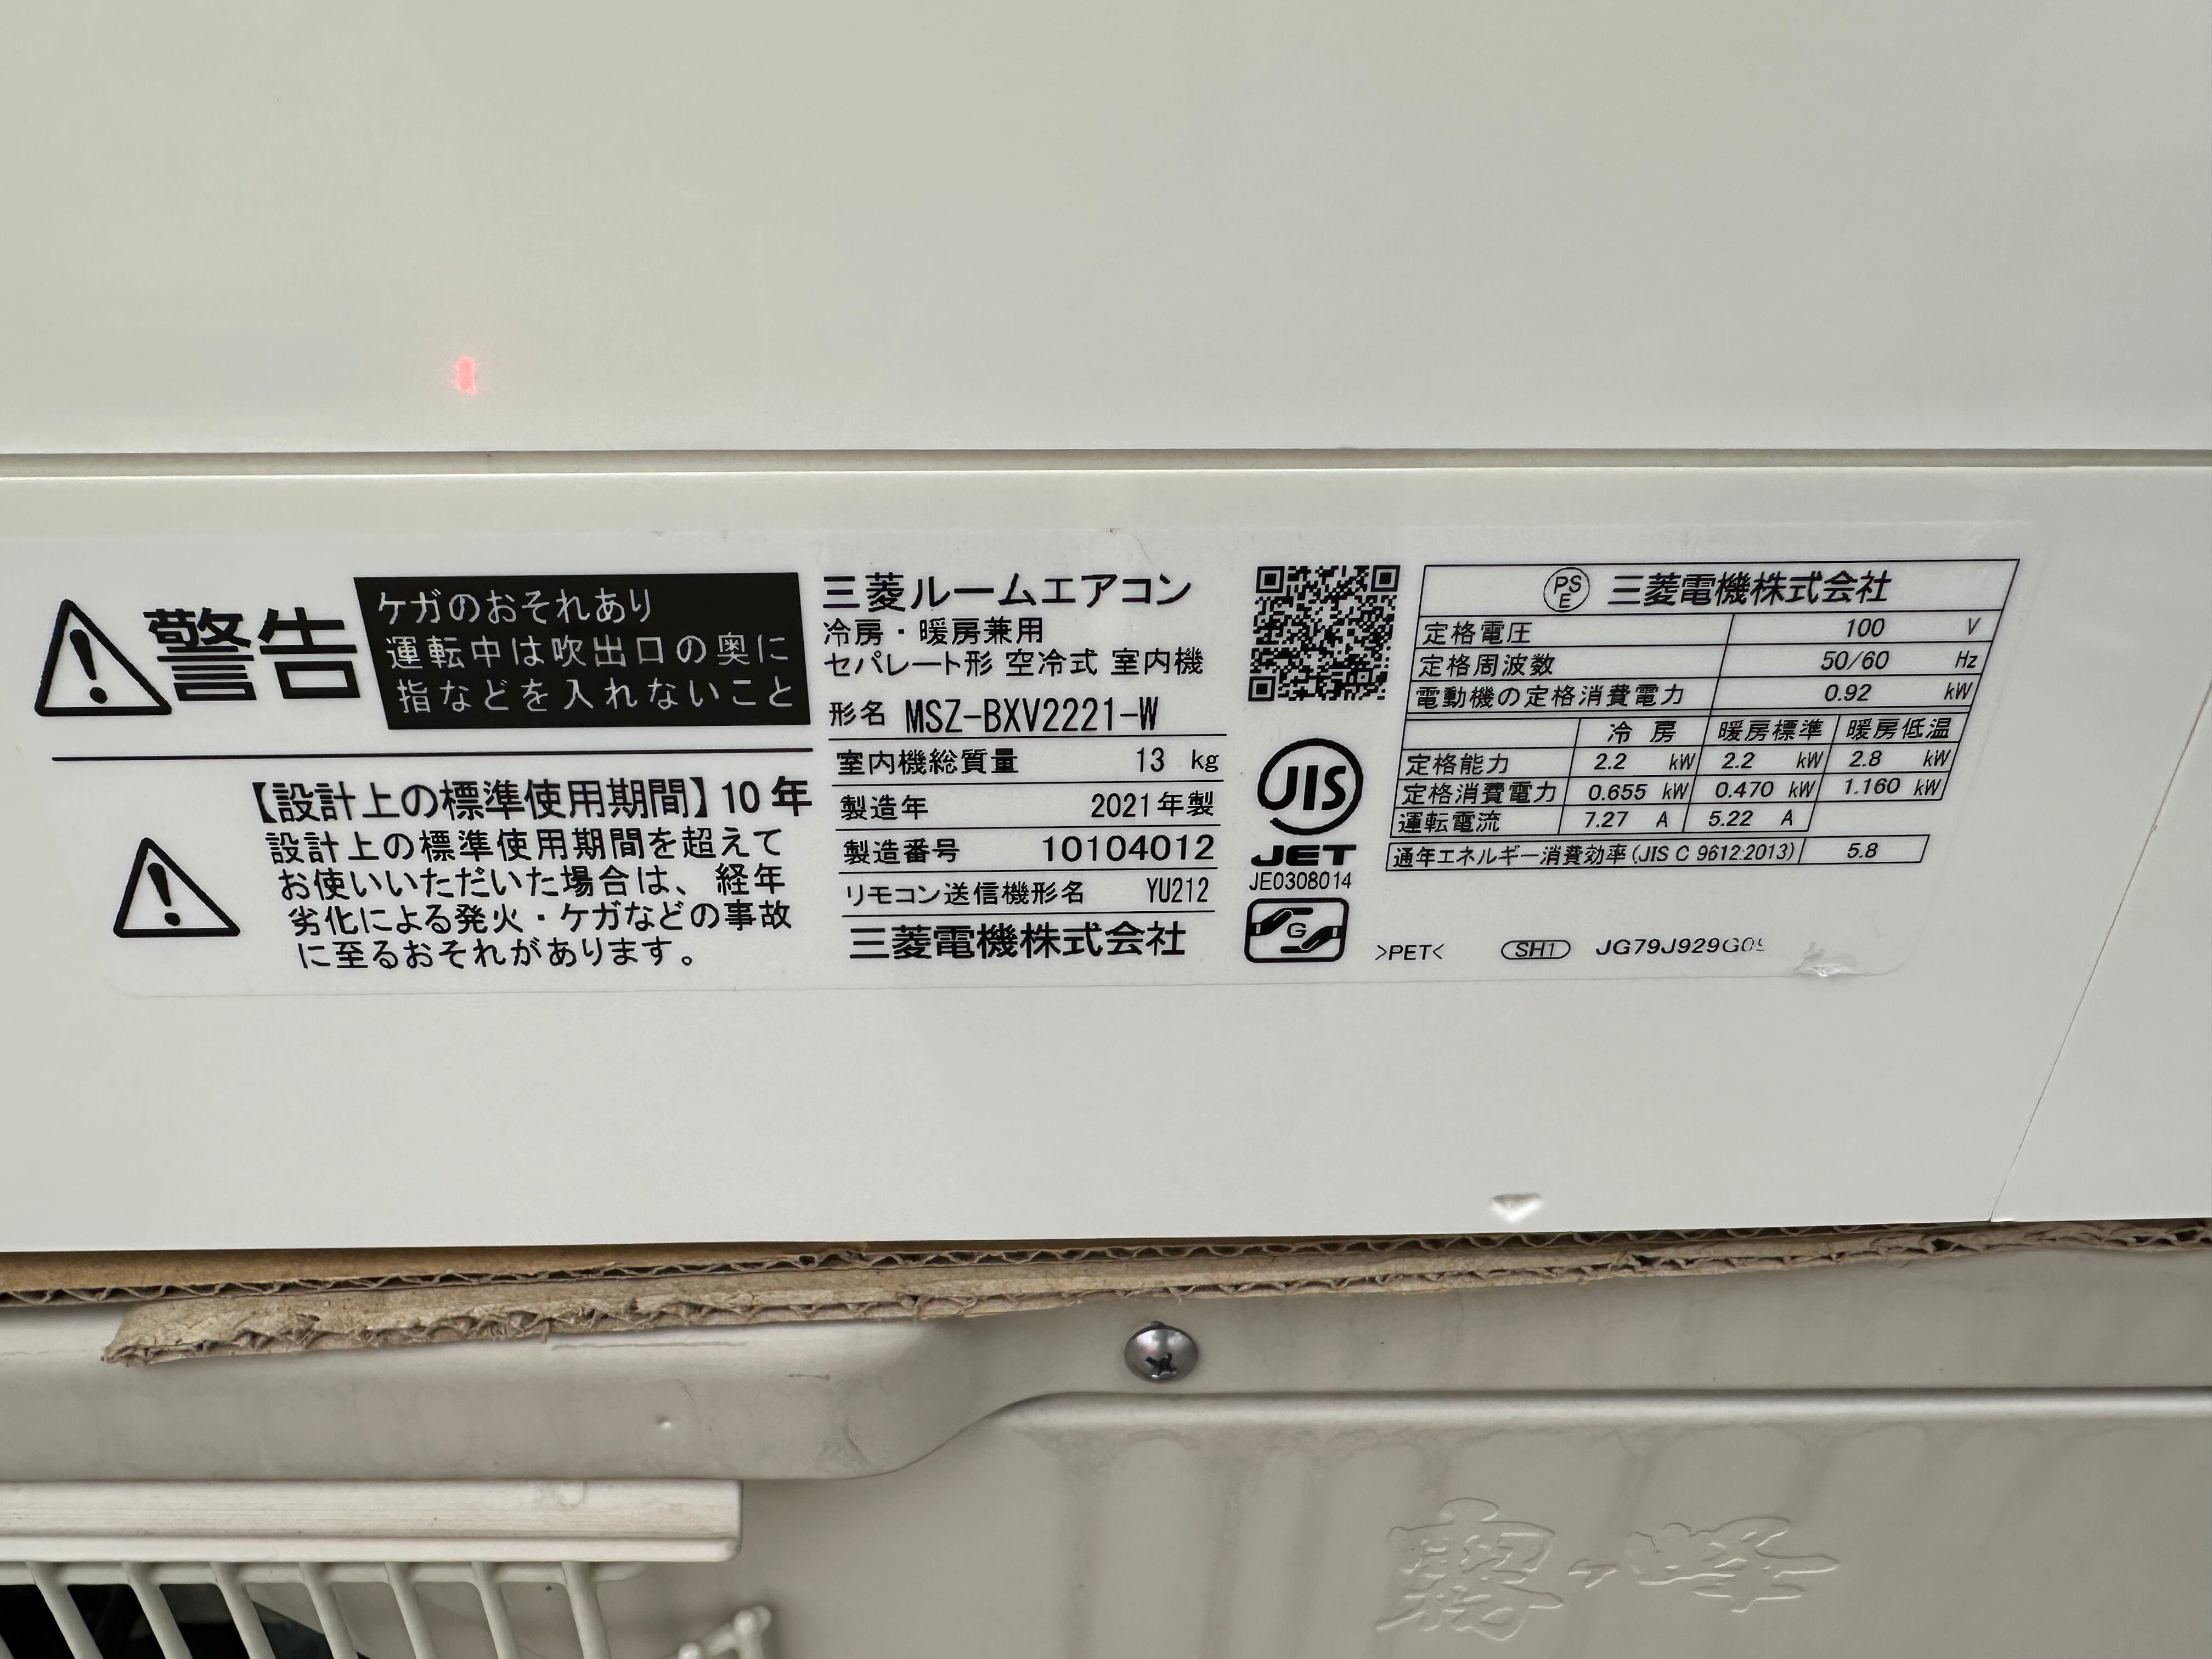 警告
ケガのおそれあり
運転中は吹出口の奥に
指などを入れないこと
【設計上の標準使用期間】10年
設計上の標準使用期間を超えて
お使いいただいた場合は、経年
劣化による発火・ケガなどの事故
に至るおそれがあります。
三菱ルームエアコン
冷房・暖房兼用
セパレート形 空冷式 室内機
形名 MSZ-BXV2221-W
室内機総質量 13 kg
製造年 2021年製
製造番号 10104012
リモコン送信機形名 YU212
三菱電機株式会社
JIS
JET
JE0308014
G
PS
E 三菱電機株式会社
定格電圧 100 V
定格周波数 50/60 Hz
電動機の定格消費電力 0.92 kW
冷房 暖房標準 暖房低温
定格能力 2.2 kW 2.2 kW 2.8 kW
定格消費電力 0.655 kW 0.470 kW 1.160 kW
運転電流 7.27 A 5.22 A
通年エネルギー消費効率(JIS C 9612:2013) 5.8
>PET< SH1
霧ヶ峰